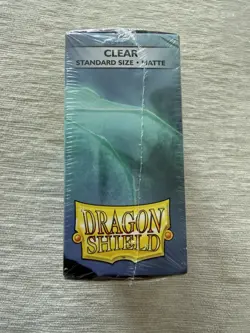 CLEAR
STANDARD SIZE • MATTE
DRAGON
SHIELD